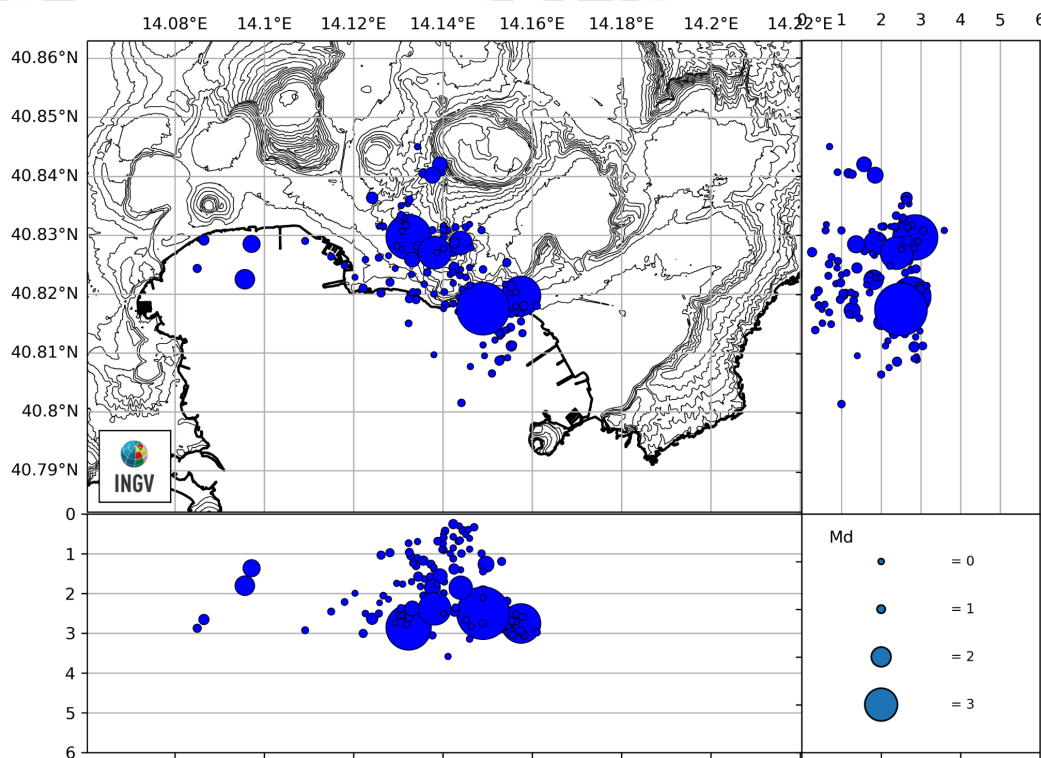 14.08°E 14.1°E 14.12°E 14.14°E 14.16°E 14.18°E 14.2°E 14.22°E 0 1 2 3 4 5 6
40.86°N
40.85°N
40.84°N
40.83°N
40.82°N
40.81°N
40.8°N
40.79°N
INGV
0
1
2
3
4
5
6
Md
= 0
= 1
= 2
= 3